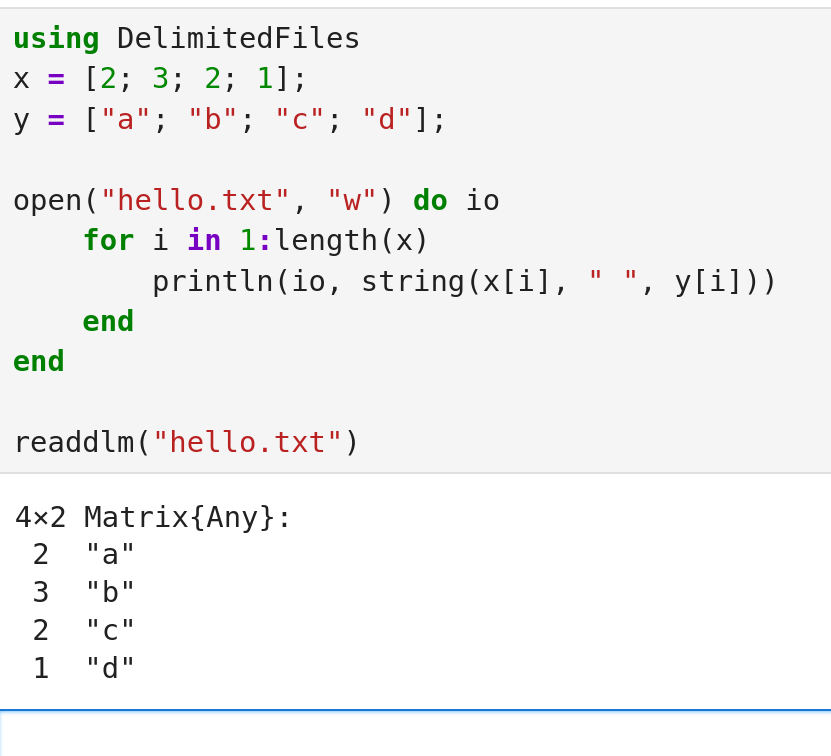 using DelimitedFiles
x = [2; 3; 2; 1];
y = ["a"; "b"; "c"; "d"];
open("hello.txt", "w") do io
    for i in 1:length(x)
        println(io, string(x[i], " ", y[i]))
    end
end
readdlm("hello.txt")
4×2 Matrix{Any}:
 2  "a"
 3  "b"
 2  "c"
 1  "d"